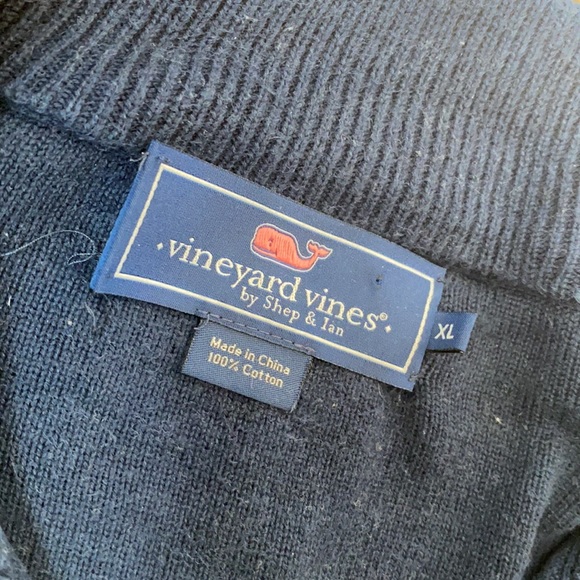 ·vineyard vines®·
by Shep & Ian
XL
Made in China
100% Cotton